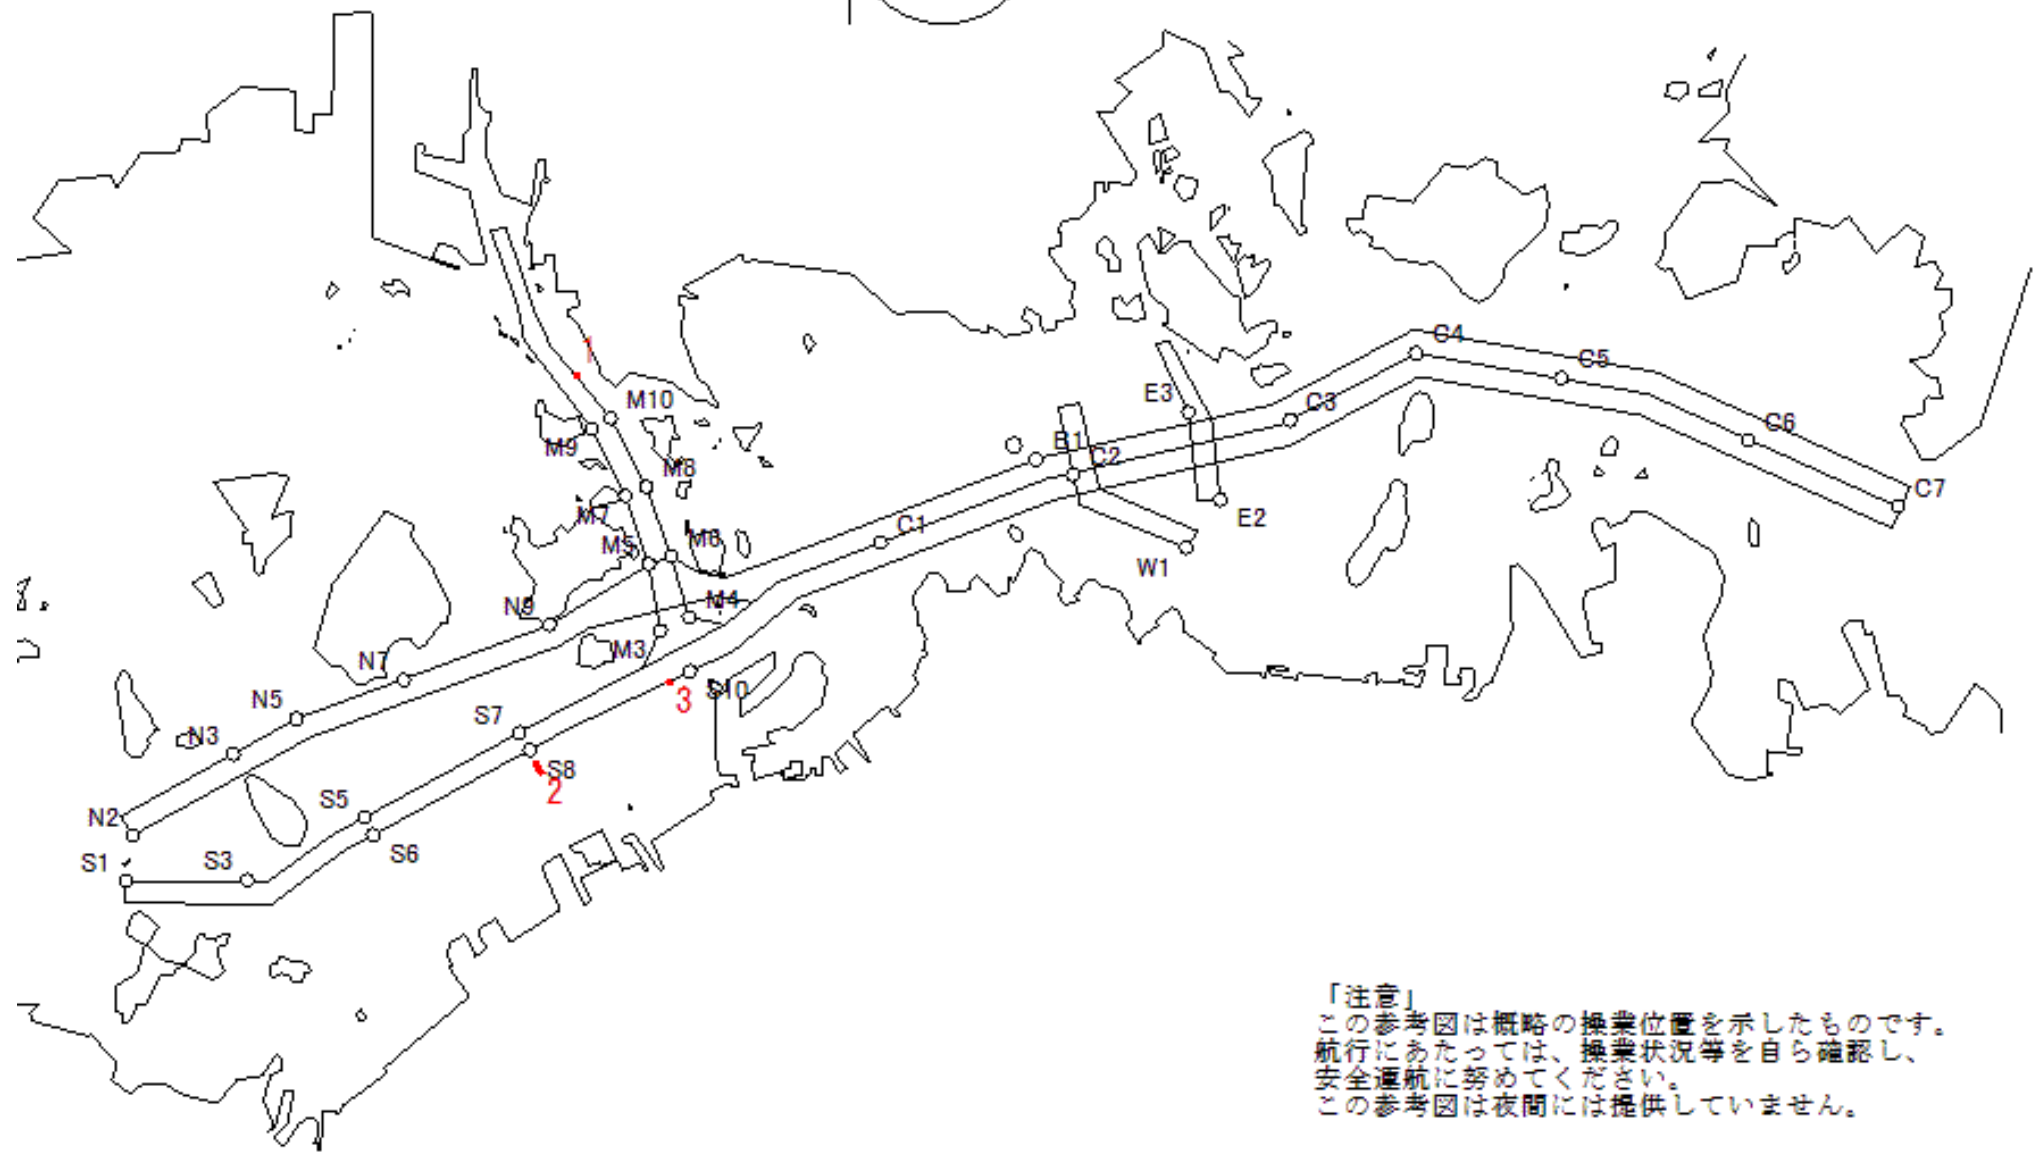 C4
1
C5
E3
M10
C3
C6
M9
B1
C2
M8
C7
M7
E2
C1
M5
M6
W1
N9
M4
M3
N7
S10
3
N5
S7
N3
S8
2
S5
N2
S6
S1
S3
「注意」
この参考図は概略の操業位置を示したものです。
航行にあたっては、操業状況等を自ら確認し、
安全運航に努めてください。
この参考図は夜間には提供していません。